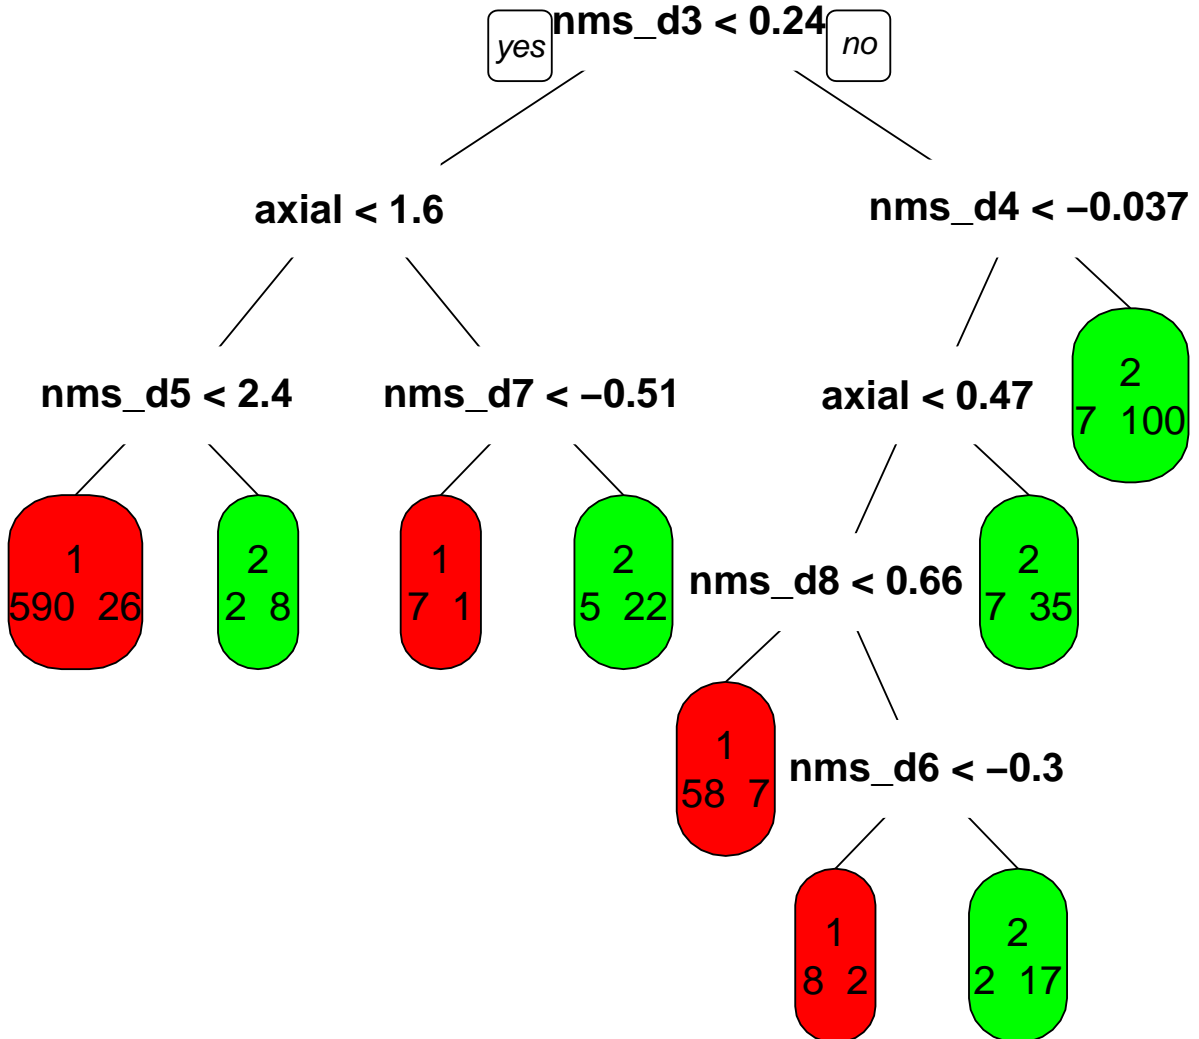 nms_d3 < 0.24
yes
no
axial < 1.6
nms_d4 < −0.037
nms_d5 < 2.4
nms_d7 < −0.51
axial < 0.47
2
7 100
1
590 26
2
2 8
1
7 1
2
5 22
nms_d8 < 0.66
2
7 35
1
58 7
nms_d6 < −0.3
1
8 2
2
2 17